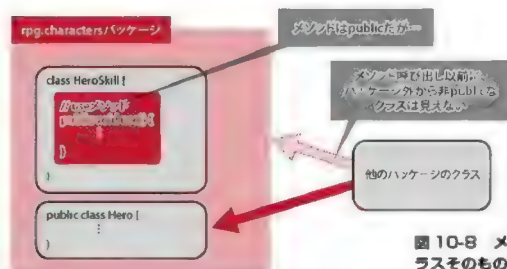 rpg.charactersパッケージ
メソッドはpublicだが…
class HeroSkill {
}
}
メソッド呼び出し以前に、
パッケージ外から非publicな
クラスは見えない
他のパッケージのクラス
public class Hero {
⋮
}
図 10-8 メ
ラスそのもの